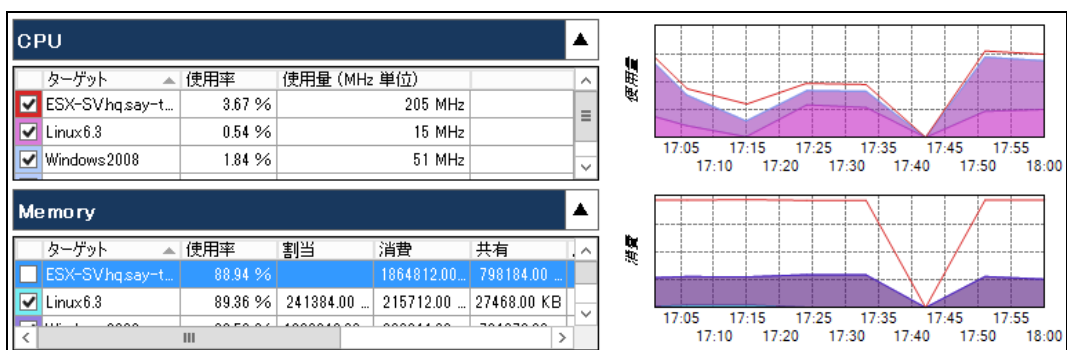 CPU
ターゲット 使用率 使用量 (MHz 単位)
ESX-SV.hq.say-t... 3.67 % 205 MHz
Linux6.3 0.54 % 15 MHz
Windows2008 1.84 % 51 MHz
使用量
17:05 17:15 17:25 17:35 17:45 17:55
17:10 17:20 17:30 17:40 17:50 18:00
Memory
ターゲット 使用率 割当 消費 共有
ESX-SV.hq.say-t... 88.94 % 1864812.00... 798184.00 ...
Linux6.3 89.36 % 241384.00 ... 215712.00 ... 27468.00 KB
消費
17:05 17:15 17:25 17:35 17:45 17:55
17:10 17:20 17:30 17:40 17:50 18:00